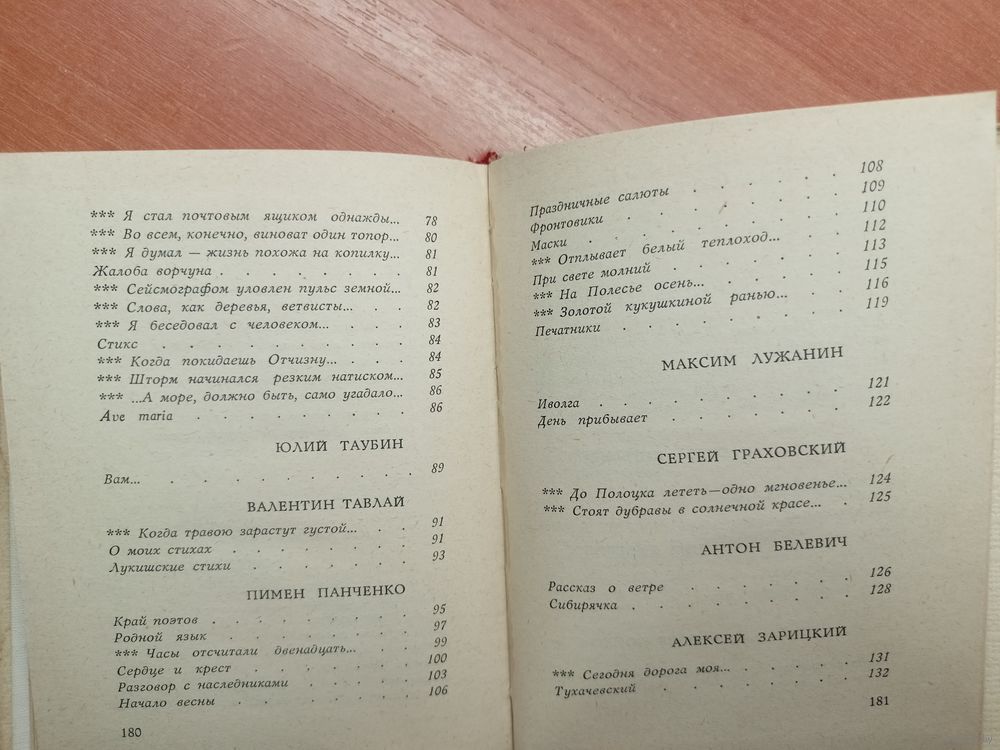 *** Я стал почтовым ящиком однажды... 78
*** Во всем, конечно, виноват один топор... 80
*** Я думал — жизнь похожа на копилку... 81
Жалоба ворчуна . . . . . . 81
*** Сейсмографом уловлен пульс земной... 82
*** Слова, как деревья, ветвисты... . . 82
*** Я беседовал с человеком... . . . 83
Стикс . . . . . . . . 84
*** Когда покидаешь Отчизну... . . . 84
*** Шторм начинался резким натиском... 85
*** ...А море, должно быть, само угадало... 86
Ave maria . . . . . . . 86
ЮЛИЙ ТАУБИН
Вам... . . . . . . . . . 89
ВАЛЕНТИН ТАВЛАЙ
*** Когда травою зарастут густой... . . 91
О моих стихах . . . . . . . 91
Лукишские стихи . . . . . . 93
ПИМЕН ПАНЧЕНКО
Край поэтов . . . . . . . . 95
Родной язык . . . . . . . 97
*** Часы отсчитали двенадцать... . . 99
Сердце и крест . . . . . . . 100
Разговор с наследниками . . . . . 103
Начало весны . . . . . . . 106
180
108
Праздничные салюты . . . . . 109
Фронтовики . . . . . . . 110
Маски . . . . . . . . 112
*** Отплывает белый теплоход... . . 113
При свете молний . . . . . . 115
*** На Полесье осень... . . . . . 116
*** Золотой кукушкиной ранью... . . 119
Печатники . . . . . . .
МАКСИМ ЛУЖАНИН
Иволга . . . . . . . . 121
День прибывает . . . . . . 122
СЕРГЕЙ ГРАХОВСКИЙ
*** До Полоцка лететь—одно мгновенье... 124
*** Стоят дубравы в солнечной красе... . 125
АНТОН БЕЛЕВИЧ
Рассказ о ветре . . . . . . 126
Сибирячка . . . . . . . 128
АЛЕКСЕЙ ЗАРИЦКИЙ
*** Сегодня дорога моя... . . . . 131
Тухачевский . . . . . . . 132
181